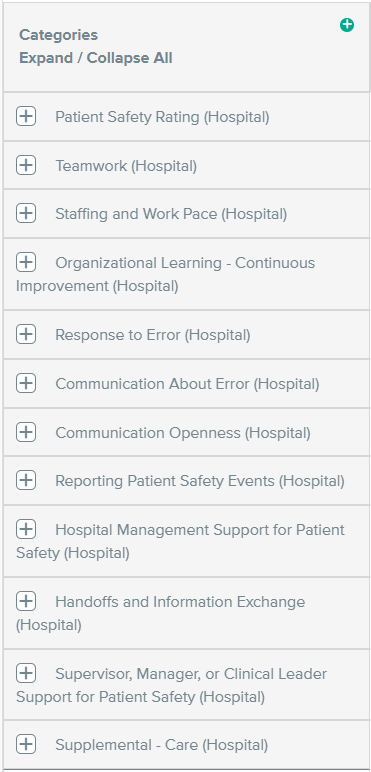 Categories
Expand / Collapse All
Patient Safety Rating (Hospital)
Teamwork (Hospital)
Staffing and Work Pace (Hospital)
Organizational Learning - Continuous
Improvement (Hospital)
Response to Error (Hospital)
Communication About Error (Hospital)
Communication Openness (Hospital)
Reporting Patient Safety Events (Hospital)
Hospital Management Support for Patient
Safety (Hospital)
Handoffs and Information Exchange
(Hospital)
Supervisor, Manager, or Clinical Leader
Support for Patient Safety (Hospital)
Supplemental - Care (Hospital)